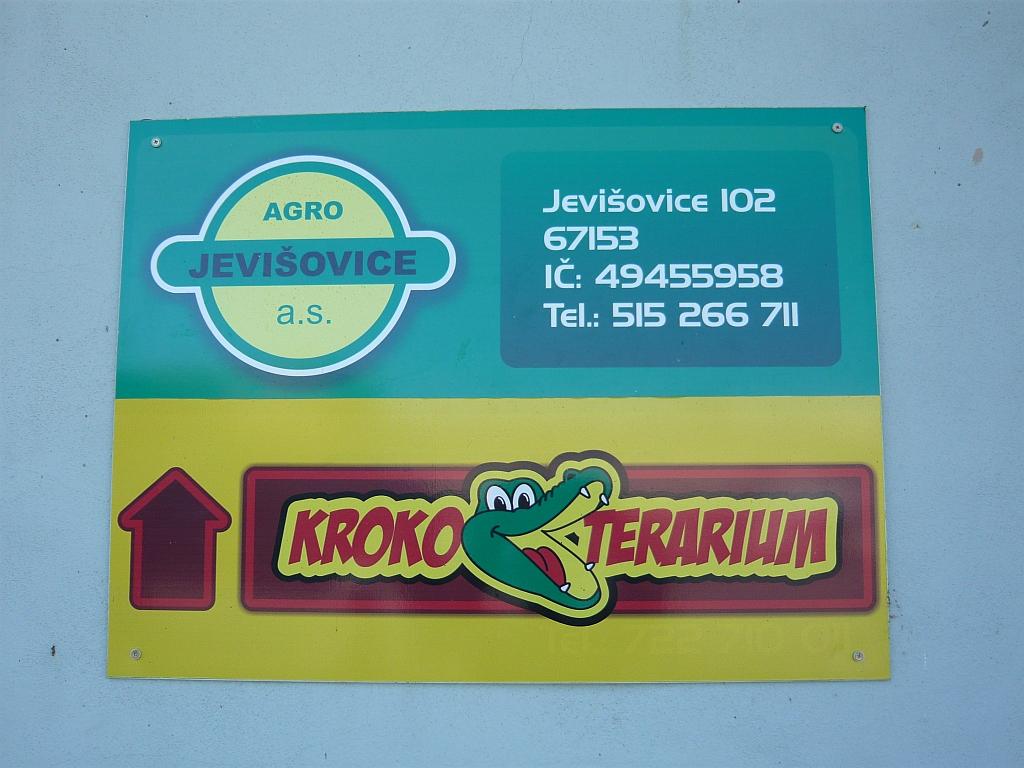 AGRO
JEVIŠOVICE
a.s.
Jevišovice 102
67153
IČ: 49455958
Tel.: 515 266 711
KROKO TERARIUM